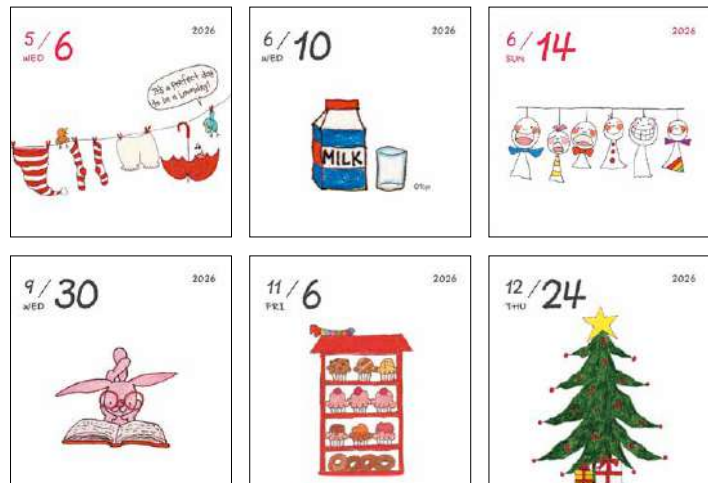 5/6
WED
2026
It's a perfect day
to be a Laundry!
6/10
WED
2026
MILK
6/14
SUN
2026
9/30
WED
2026
11/6
FRI
2026
12/24
THU
2026